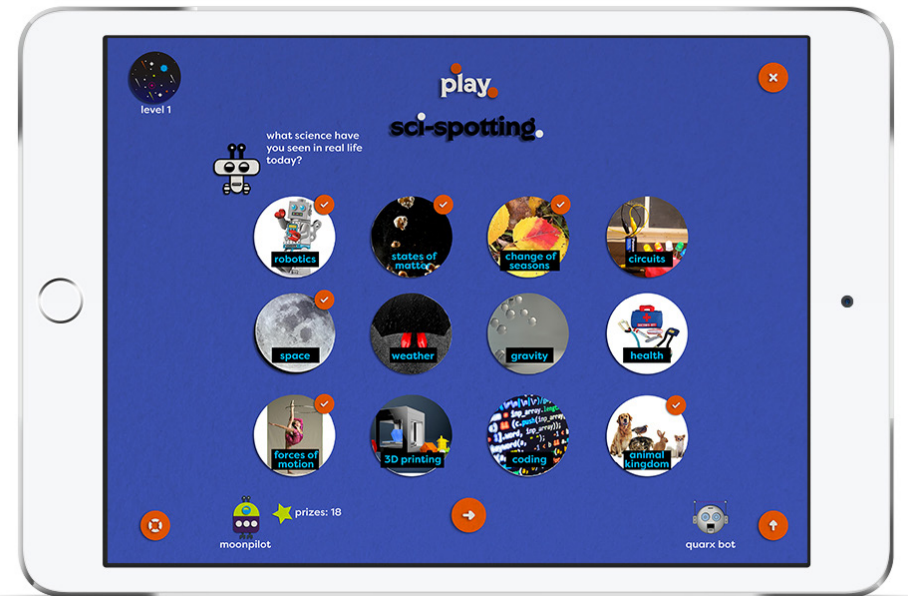 play.
level 1
sci-spotting.
what science have
you seen in real life
today?
robotics
states of
matter
change of
seasons
circuits
space
weather
gravity
health
forces of
motion
3D printing
coding
animal
kingdom
prizes: 18
moonpilot
quarx bot